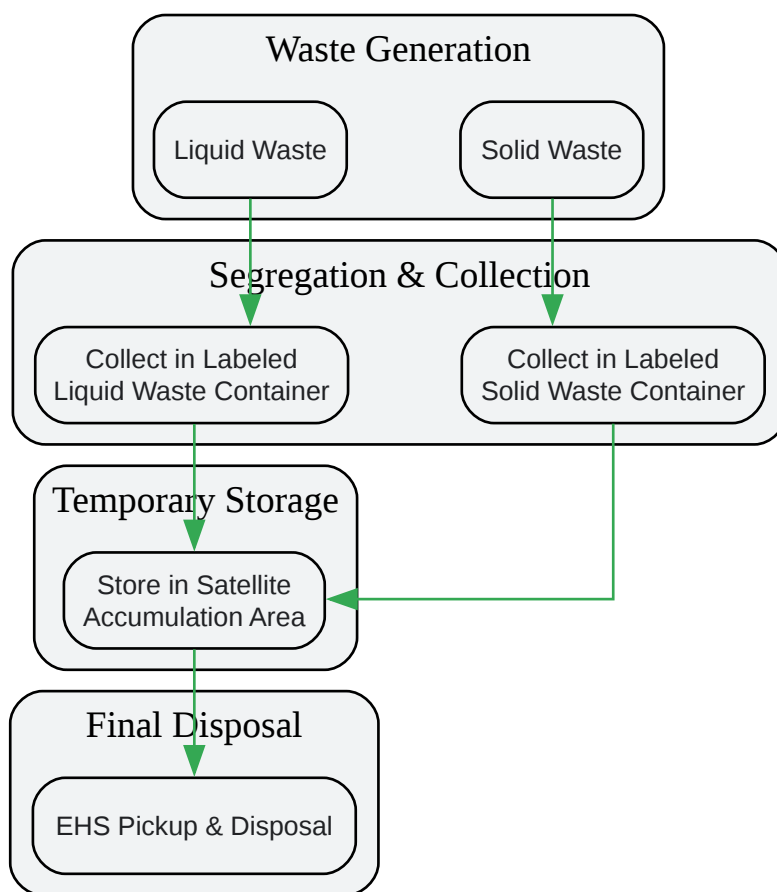 Waste Generation
Liquid Waste
Solid Waste
Segregation & Collection
Collect in Labeled
Liquid Waste Container
Collect in Labeled
Solid Waste Container
Temporary Storage
Store in Satellite
Accumulation Area
Final Disposal
EHS Pickup & Disposal